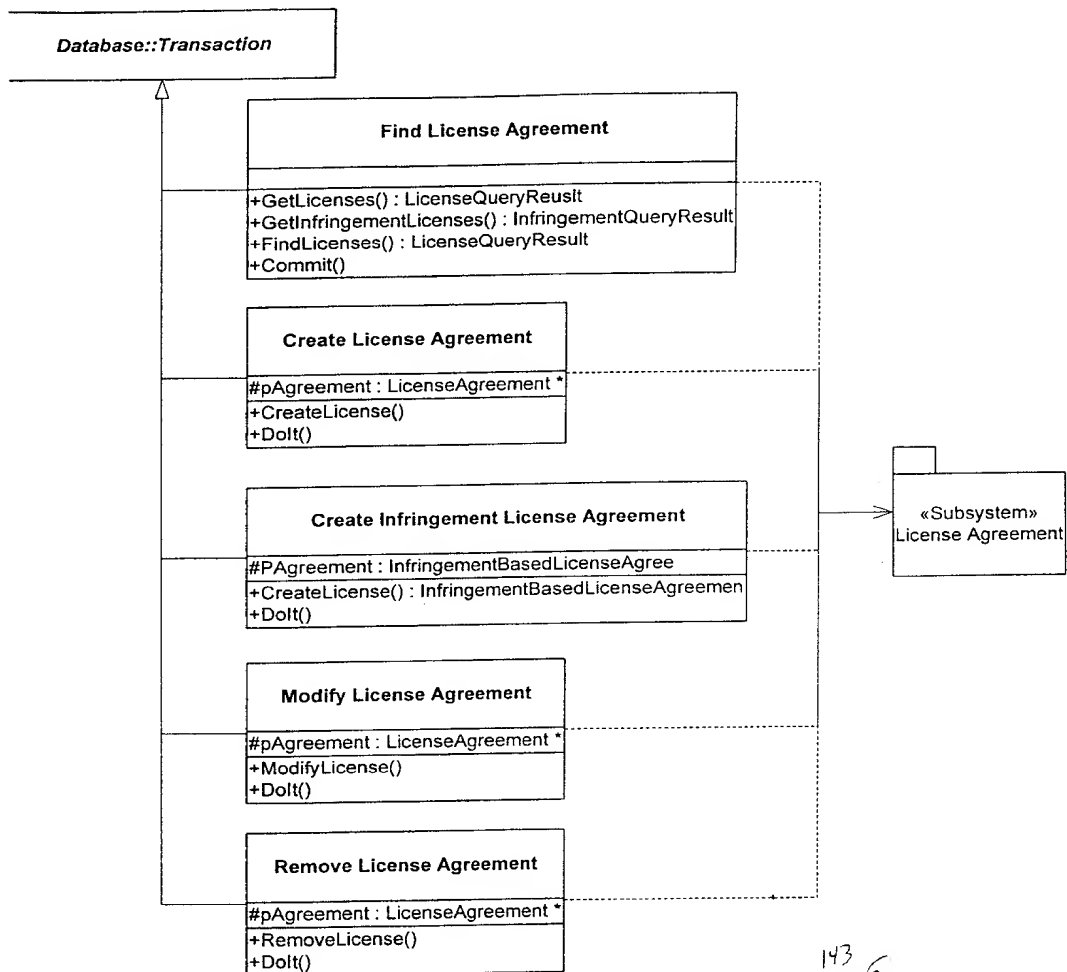 Database::Transaction
Find License Agreement
+GetLicenses() : LicenseQueryReuslt
+GetInfringementLicenses() : InfringementQueryResult
+FindLicenses() : LicenseQueryResult
+Commit()
Create License Agreement
#pAgreement : LicenseAgreement *
+CreateLicense()
+DoIt()
Create Infringement License Agreement
#PAgreement : InfringementBasedLicenseAgree
+CreateLicense() : InfringementBasedLicenseAgreemen
+DoIt()
«Subsystem»
License Agreement
Modify License Agreement
#pAgreement : LicenseAgreement *
+ModifyLicense()
+DoIt()
Remove License Agreement
#pAgreement : LicenseAgreement *
+RemoveLicense()
+DoIt()
143